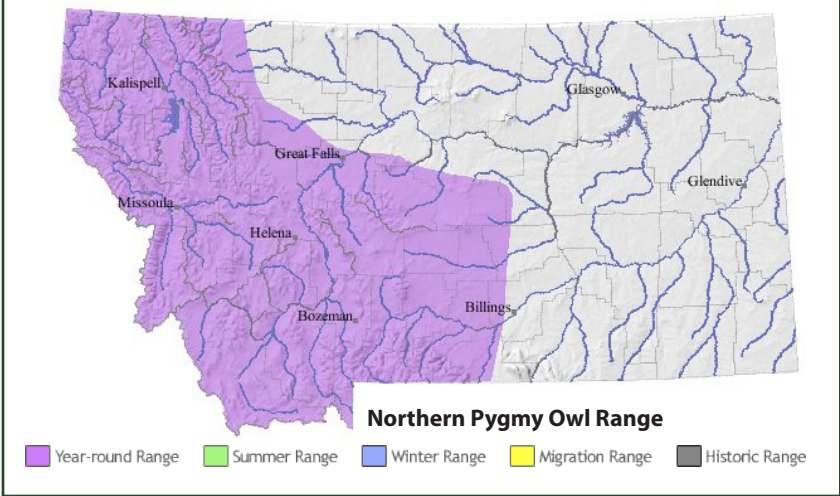 Kalispell
Glasgow
Great Falls
Glendive
Missoula
Helena
Billings
Bozeman
Northern Pygmy Owl Range
Year-round Range Summer Range Winter Range Migration Range Historic Range